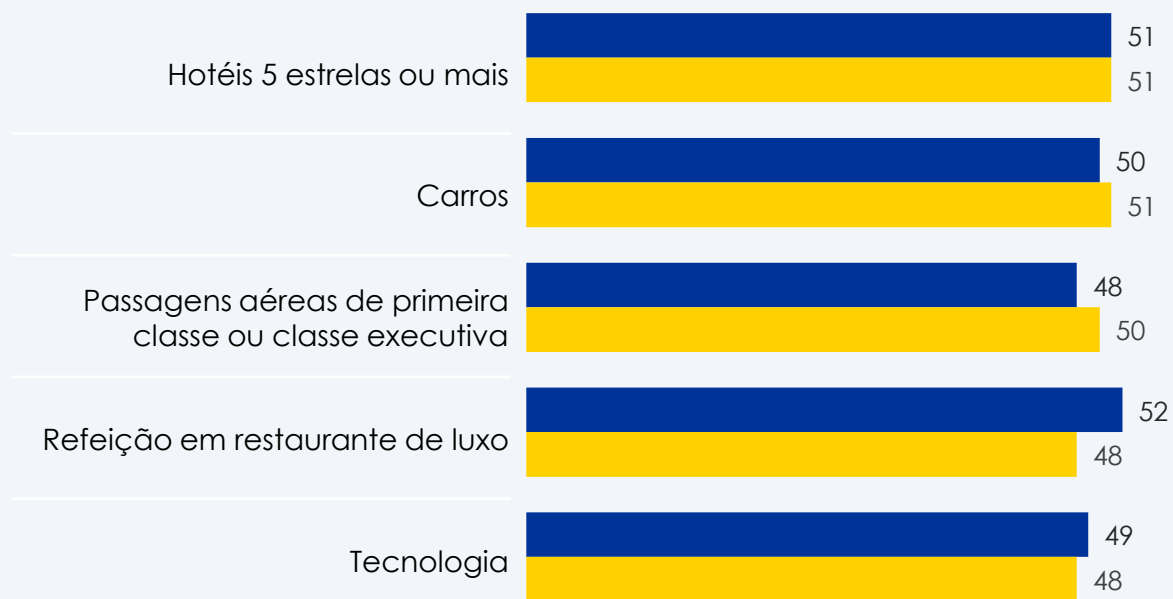 Hotéis 5 estrelas ou mais
51
51
Carros
50
51
Passagens aéreas de primeira
classe ou classe executiva
48
50
Refeição em restaurante de luxo
52
48
Tecnologia
49
48